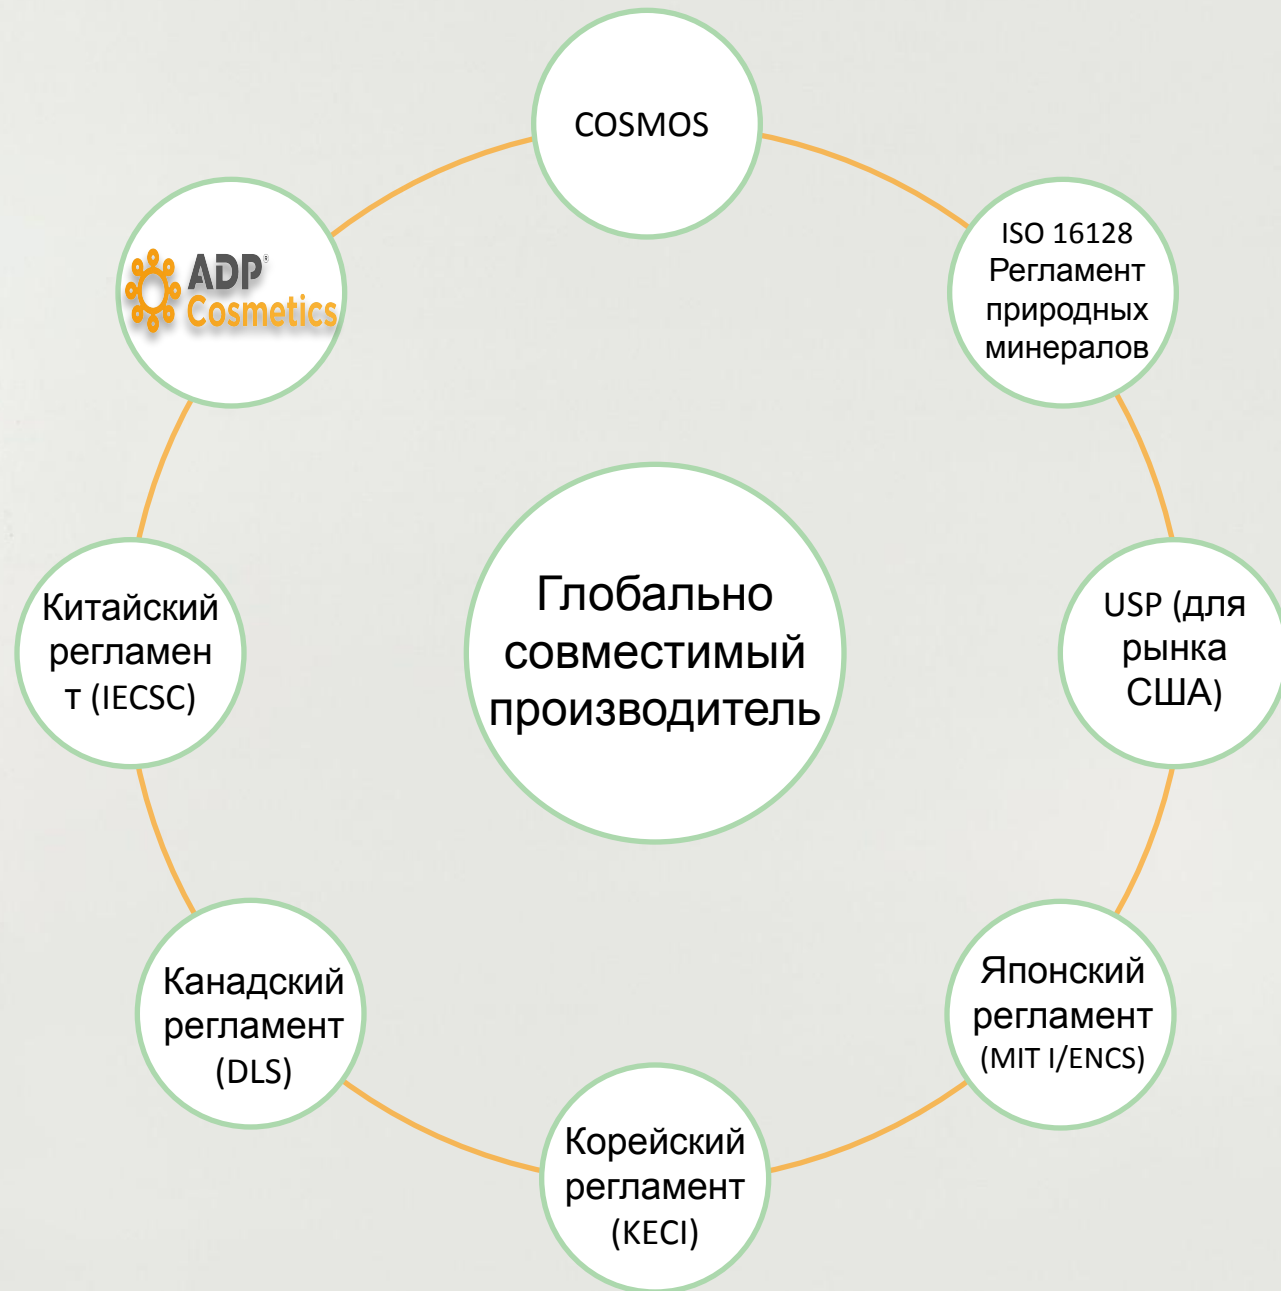 COSMOS
ISO 16128
Регламент
природных
минералов
USP (для
рынка
США)
Японский
регламент
(MIT I/ENCS)
Корейский
регламент
(KECI)
Канадский
регламент
(DLS)
Китайский
регламен
т (IECSC)
ADP®
Cosmetics
Глобально
совместимый
производитель